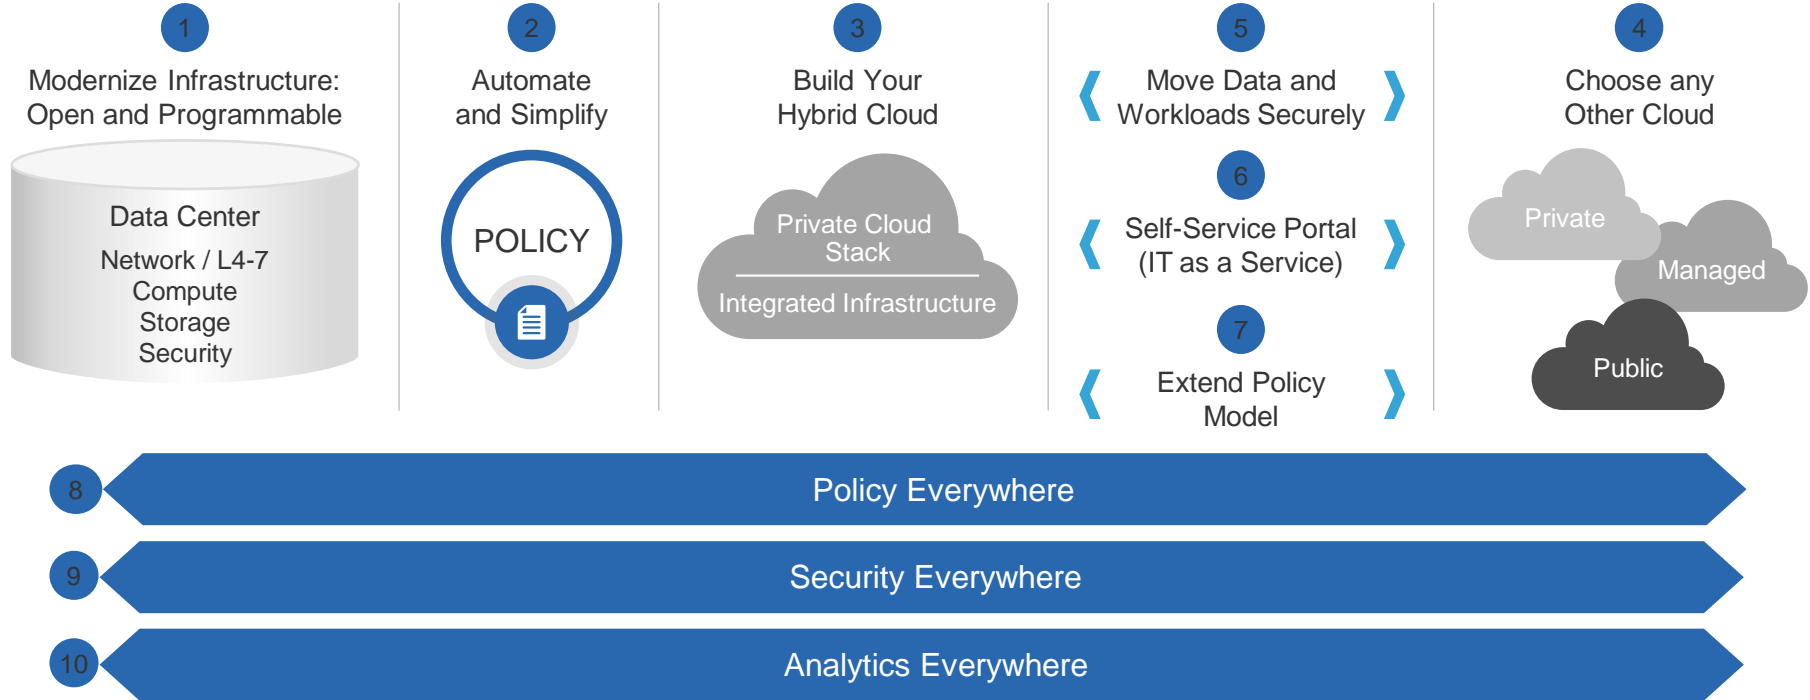 1
Modernize Infrastructure:
Open and Programmable
Data Center
Network / L4-7
Compute
Storage
Security
2
Automate
and Simplify
POLICY
3
Build Your
Hybrid Cloud
Private Cloud
Stack
Integrated Infrastructure
5
Move Data and
Workloads Securely
6
Self-Service Portal
(IT as a Service)
7
Extend Policy
Model
4
Choose any
Other Cloud
Private
Managed
Public
8
Policy Everywhere
9
Security Everywhere
10
Analytics Everywhere